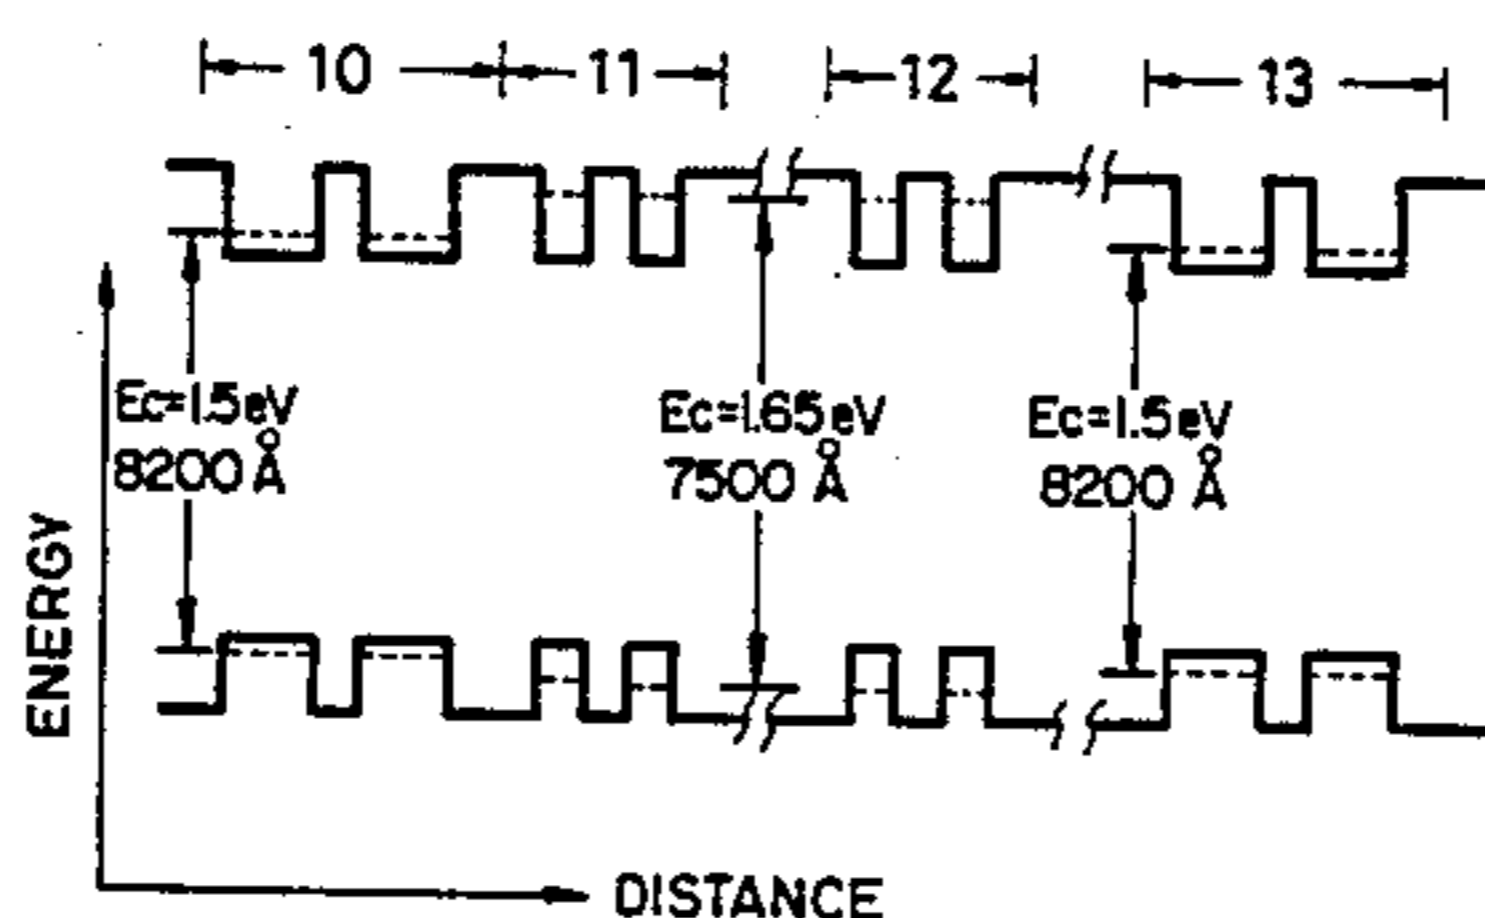 10 11 12 13
Ec=1.5eV
8200 Å
Ec=1.65eV
7500 Å
Ec=1.5eV
8200 Å
ENERGY
DISTANCE